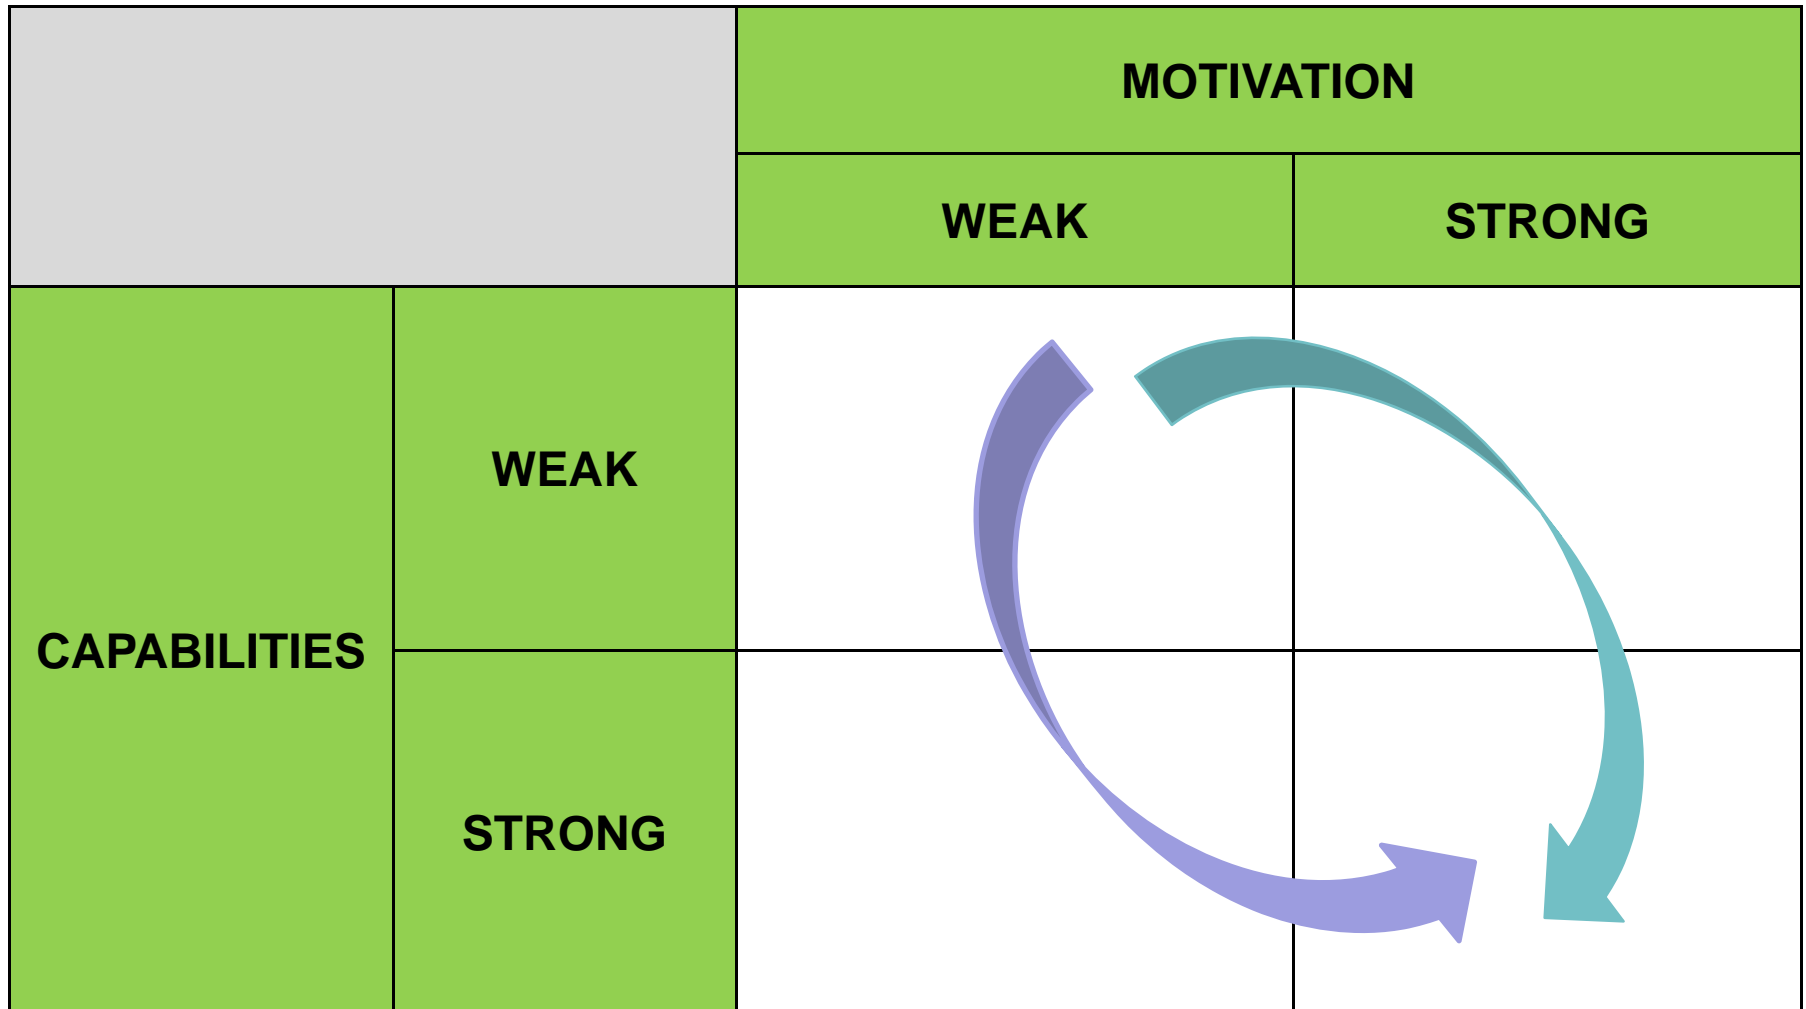 MOTIVATION
WEAK
STRONG
CAPABILITIES
WEAK
STRONG